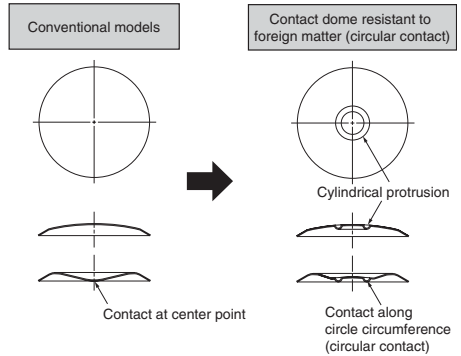 Conventional models
Contact dome resistant to
foreign matter (circular contact)
Cylindrical protrusion
Contact at center point
Contact along
circle circumference
(circular contact)